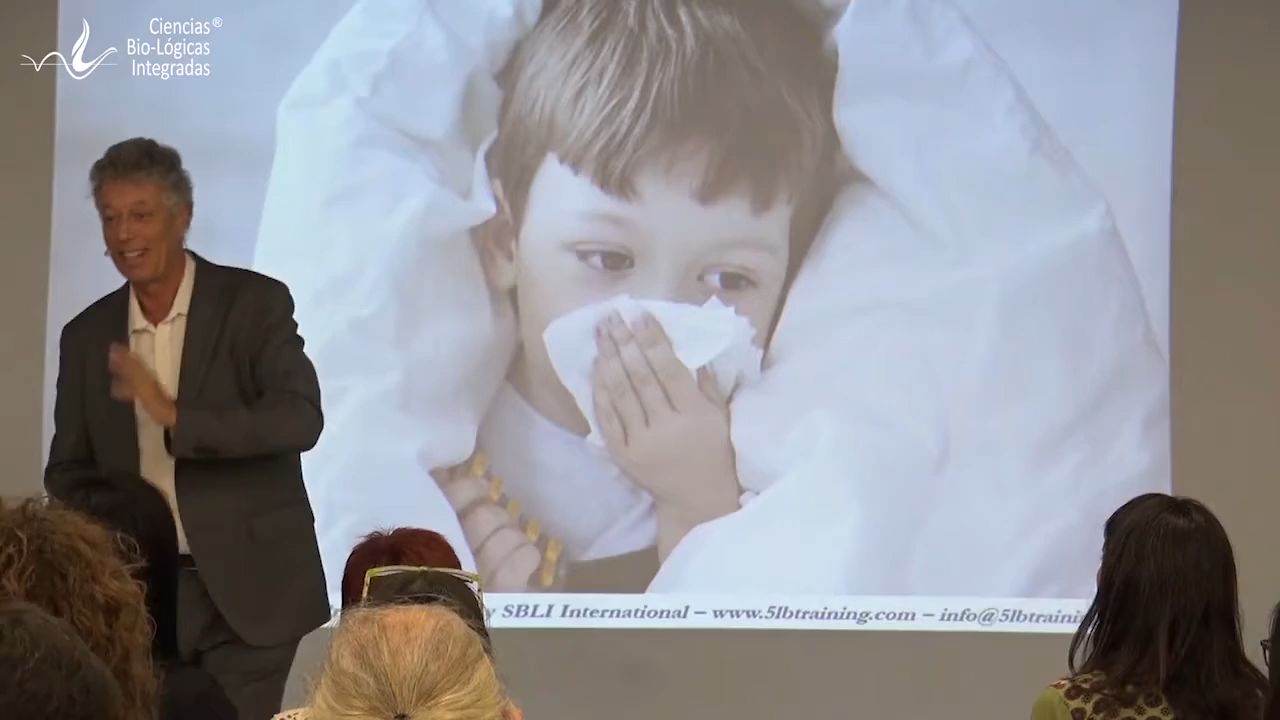 Ciencias®
Bio-Lógicas
Integradas
SBLI International – www.5lbtraining.com – info@5lbtraini